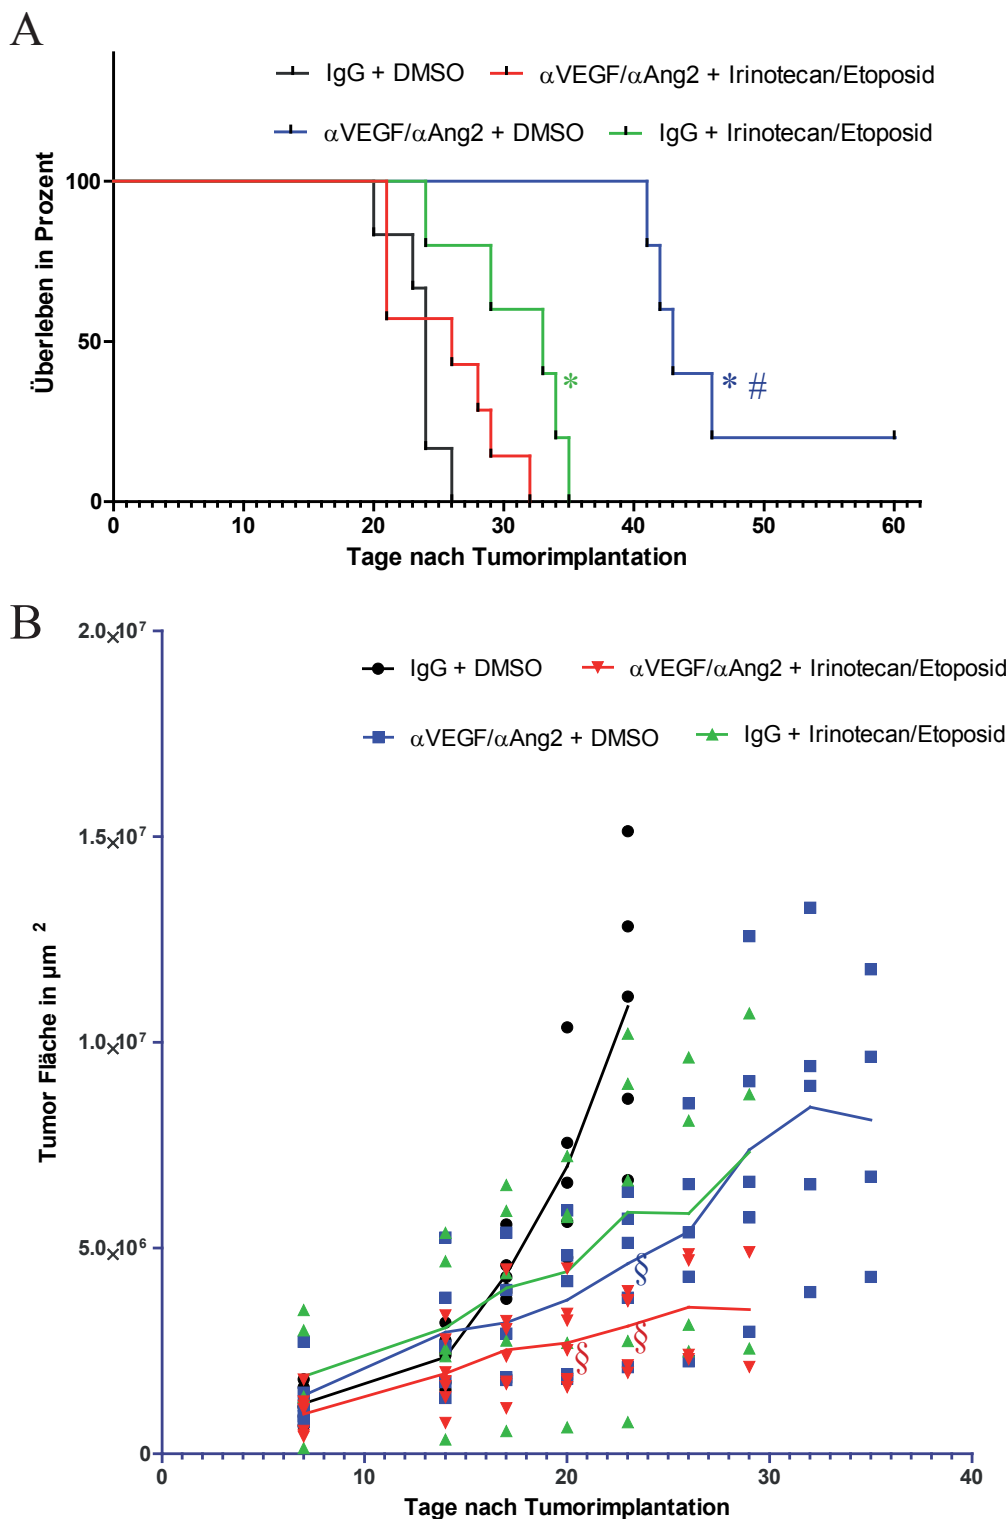 A
IgG + DMSO
αVEGF/αAng2 + Irinotecan/Etoposid
αVEGF/αAng2 + DMSO
IgG + Irinotecan/Etoposid
Überleben in Prozent
100
50
0
* 
* #
0 10 20 30 40 50 60
Tage nach Tumorimplantation
B
IgG + DMSO
αVEGF/αAng2 + Irinotecan/Etoposid
αVEGF/αAng2 + DMSO
IgG + Irinotecan/Etoposid
Tumor Fläche in µm ²
2.0×10⁷
1.5×10⁷
1.0×10⁷
5.0×10⁶
0
§
§
§
0 10 20 30 40
Tage nach Tumorimplantation